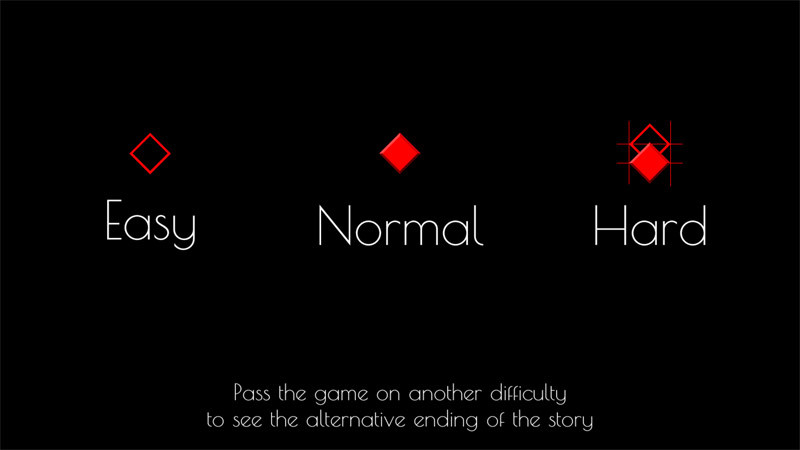 Easy
Normal
Hard
Pass the game on another difficulty
to see the alternative ending of the story